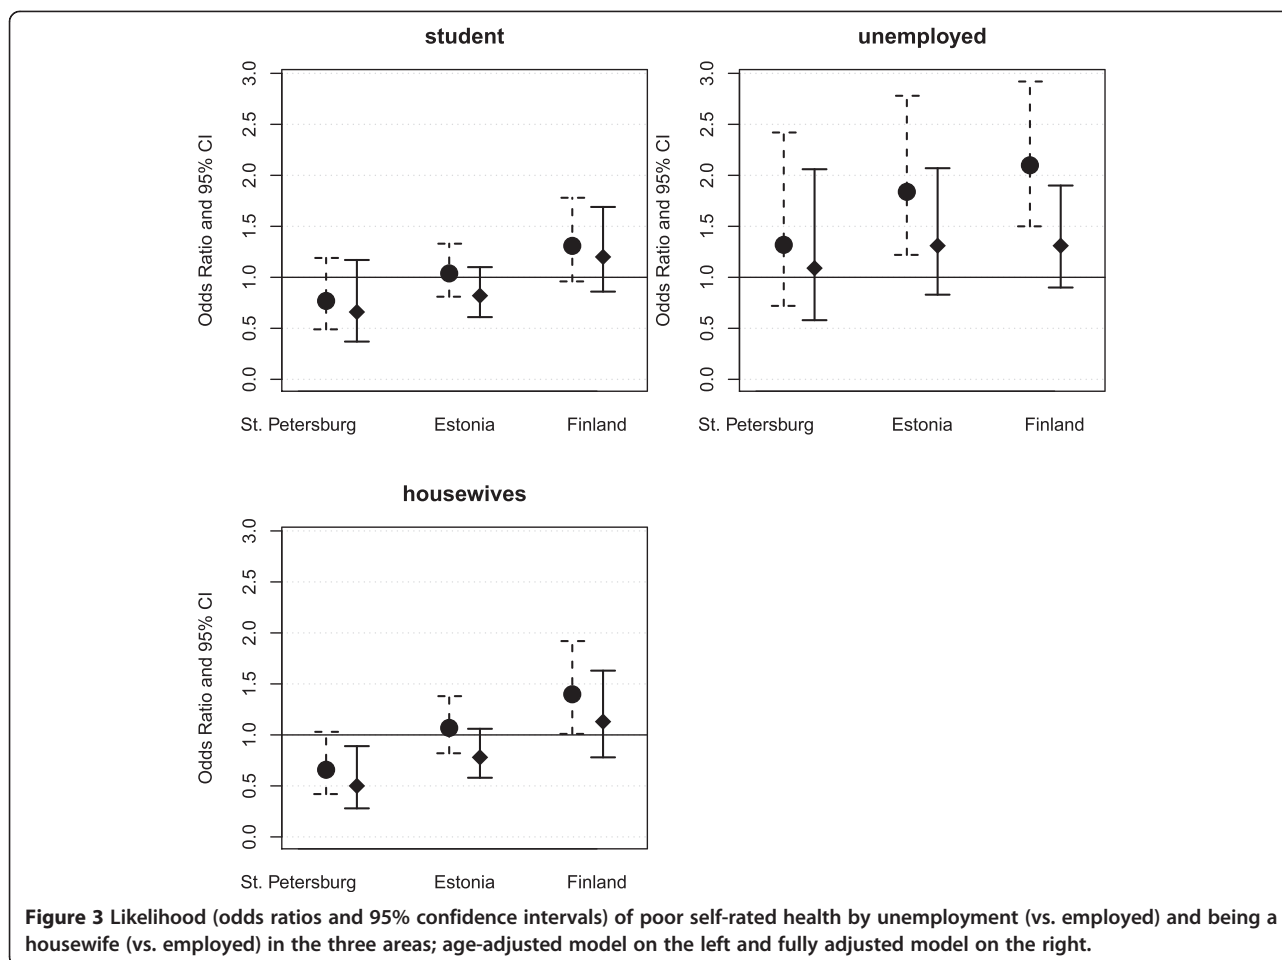 student
unemployed
Odds Ratio and 95% CI
0.0 0.5 1.0 1.5 2.0 2.5 3.0
Odds Ratio and 95% CI
0.0 0.5 1.0 1.5 2.0 2.5 3.0
St. Petersburg Estonia Finland
St. Petersburg Estonia Finland
housewives
Odds Ratio and 95% CI
0.0 0.5 1.0 1.5 2.0 2.5 3.0
St. Petersburg Estonia Finland
Figure 3 Likelihood (odds ratios and 95% confidence intervals) of poor self-rated health by unemployment (vs. employed) and being a
housewife (vs. employed) in the three areas; age-adjusted model on the left and fully adjusted model on the right.